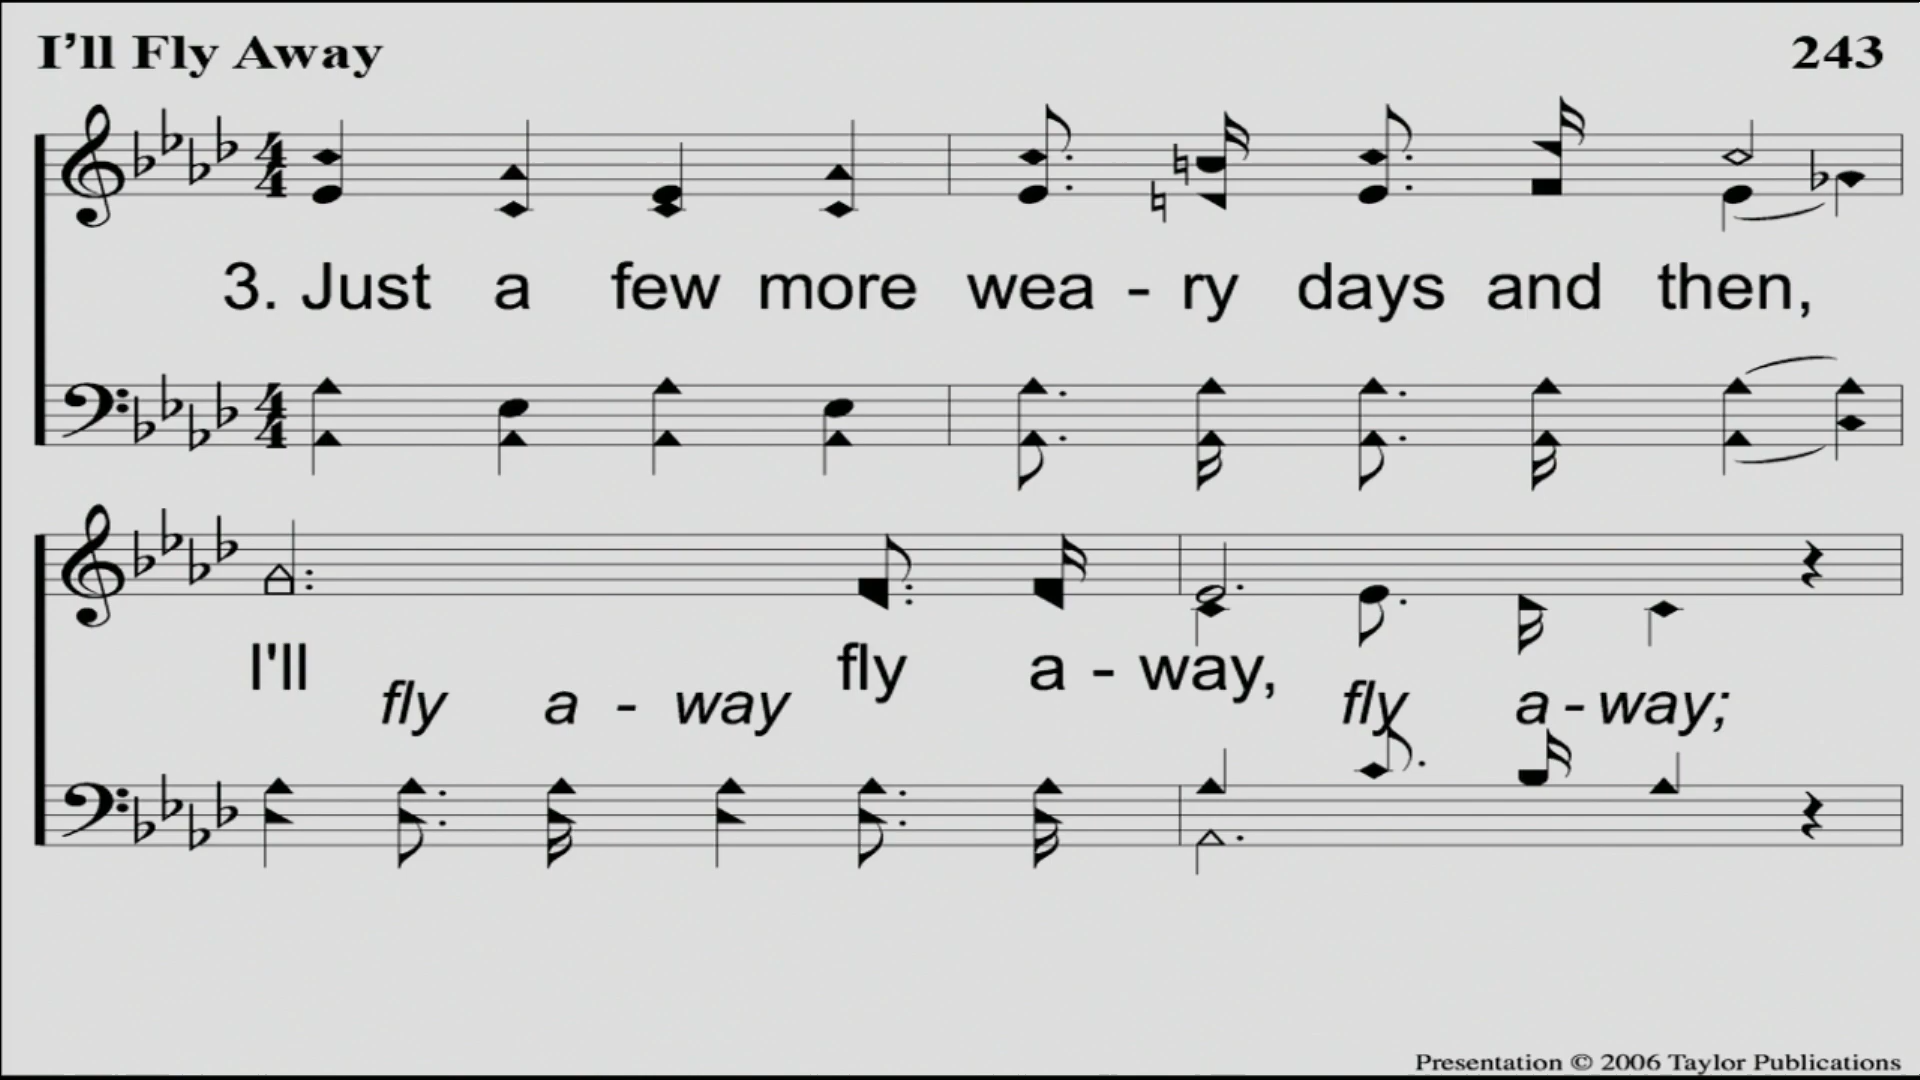 I'll Fly Away 243
3. Just a few more wea - ry days and then,
I'll fly a - way,
fly a - way fly a - way;
Presentation © 2006 Taylor Publications